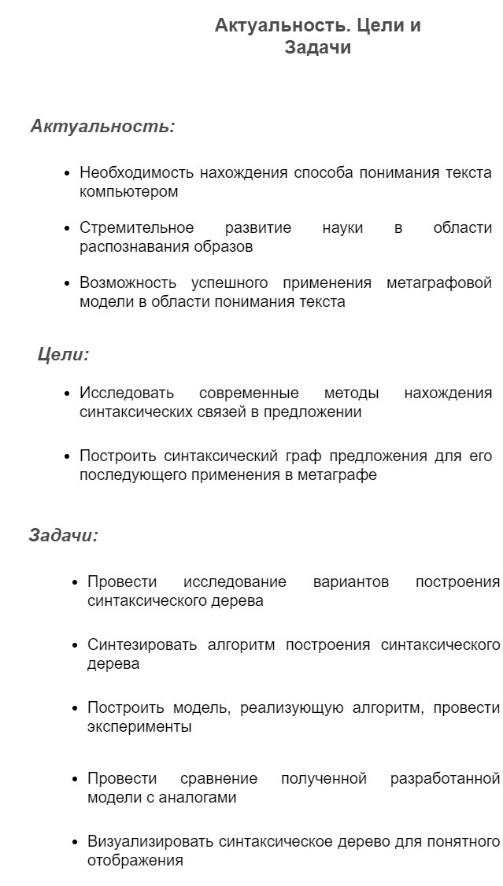 Актуальность. Цели и
Задачи
Актуальность:
• Необходимость нахождения способа понимания текста
компьютером
• Стремительное развитие науки в области
распознавания образов
• Возможность успешного применения метаграфовой
модели в области понимания текста
Цели:
• Исследовать современные методы нахождения
синтаксических связей в предложении
• Построить синтаксический граф предложения для его
последующего применения в метаграфе
Задачи:
• Провести исследование вариантов построения
синтаксического дерева
• Синтезировать алгоритм построения синтаксического
дерева
• Построить модель, реализующую алгоритм, провести
эксперименты
• Провести сравнение полученной разработанной
модели с аналогами
• Визуализировать синтаксическое дерево для понятного
отображения